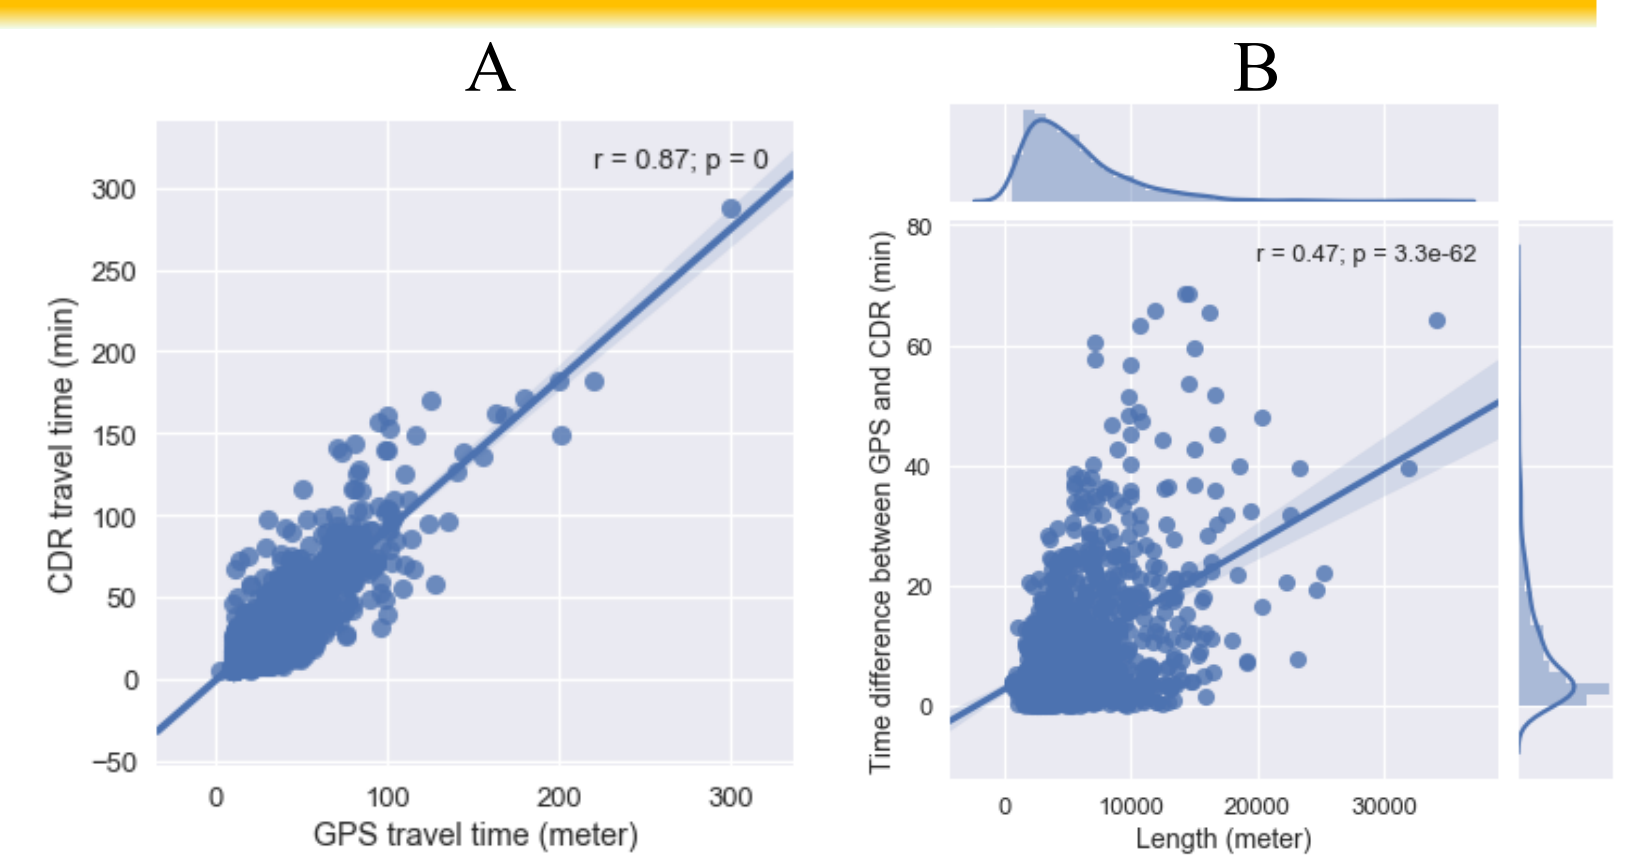 A
r = 0.87; p = 0
CDR travel time (min)
300
250
200
150
100
50
0
−50
0 100 200 300
GPS travel time (meter)
B
r = 0.47; p = 3.3e-62
Time difference between GPS and CDR (min)
80
60
40
20
0
0 10000 20000 30000
Length (meter)